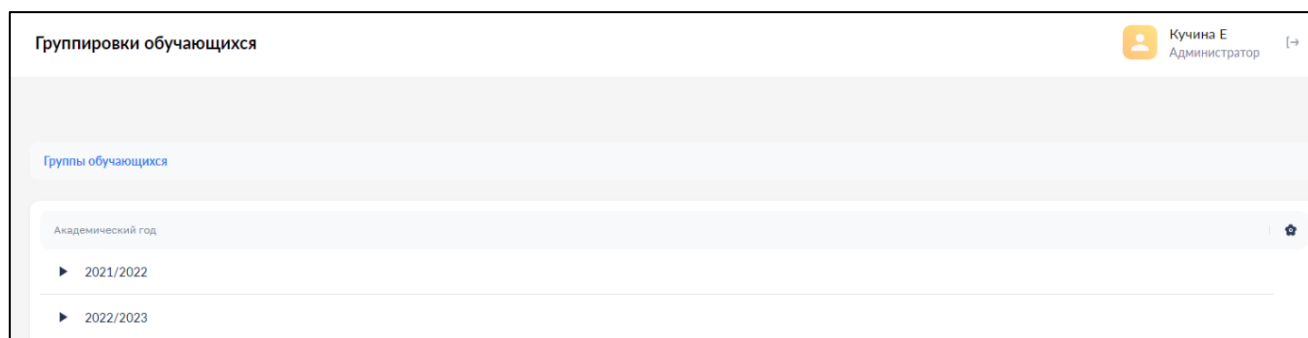 Группировки обучающихся
Кучина Е
Администратор
Группы обучающихся
Академический год
2021/2022
2022/2023